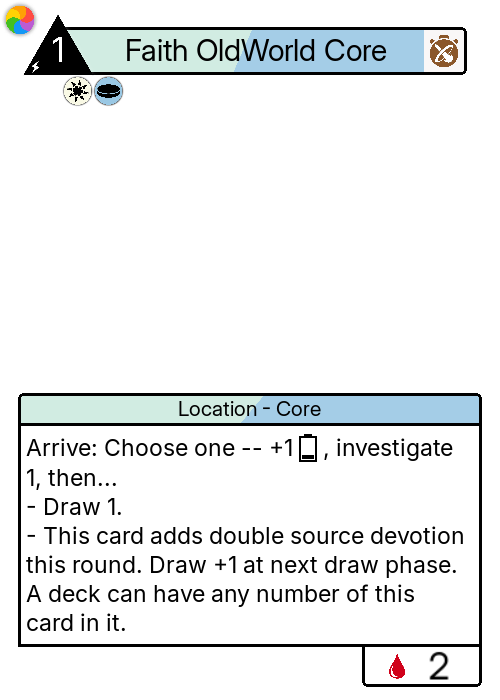 1
Faith OldWorld Core
Location - Core
Arrive: Choose one -- +1 , investigate
1, then...
- Draw 1.
- This card adds double source devotion
this round. Draw +1 at next draw phase.
A deck can have any number of this
card in it.
2